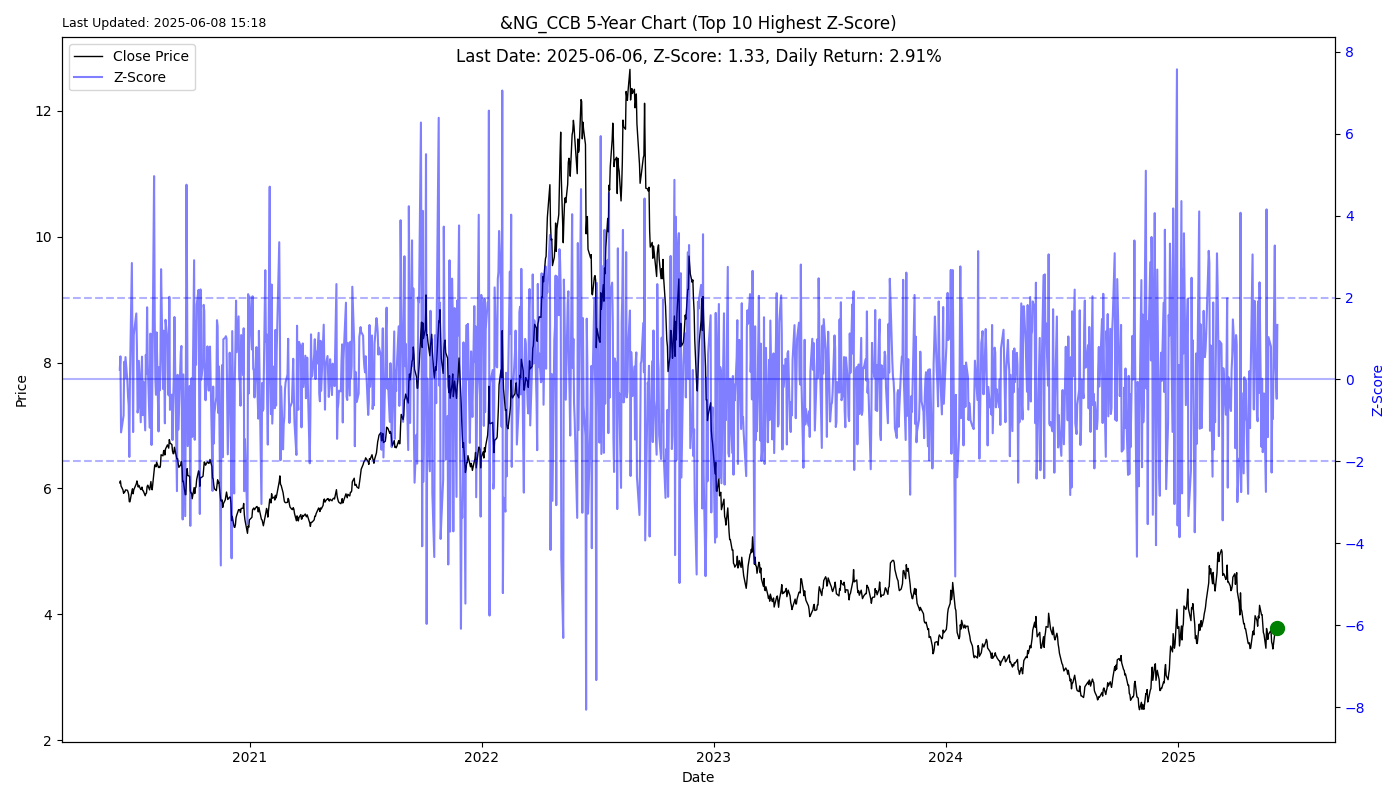 Last Updated: 2025-06-08 15:18
&NG_CCB 5-Year Chart (Top 10 Highest Z-Score)
Last Date: 2025-06-06, Z-Score: 1.33, Daily Return: 2.91%
Close Price
Z-Score
12
10
8
6
4
2
Price
8
6
4
2
0
−2
−4
−6
−8
Z-Score
2021
2022
2023
2024
2025
Date